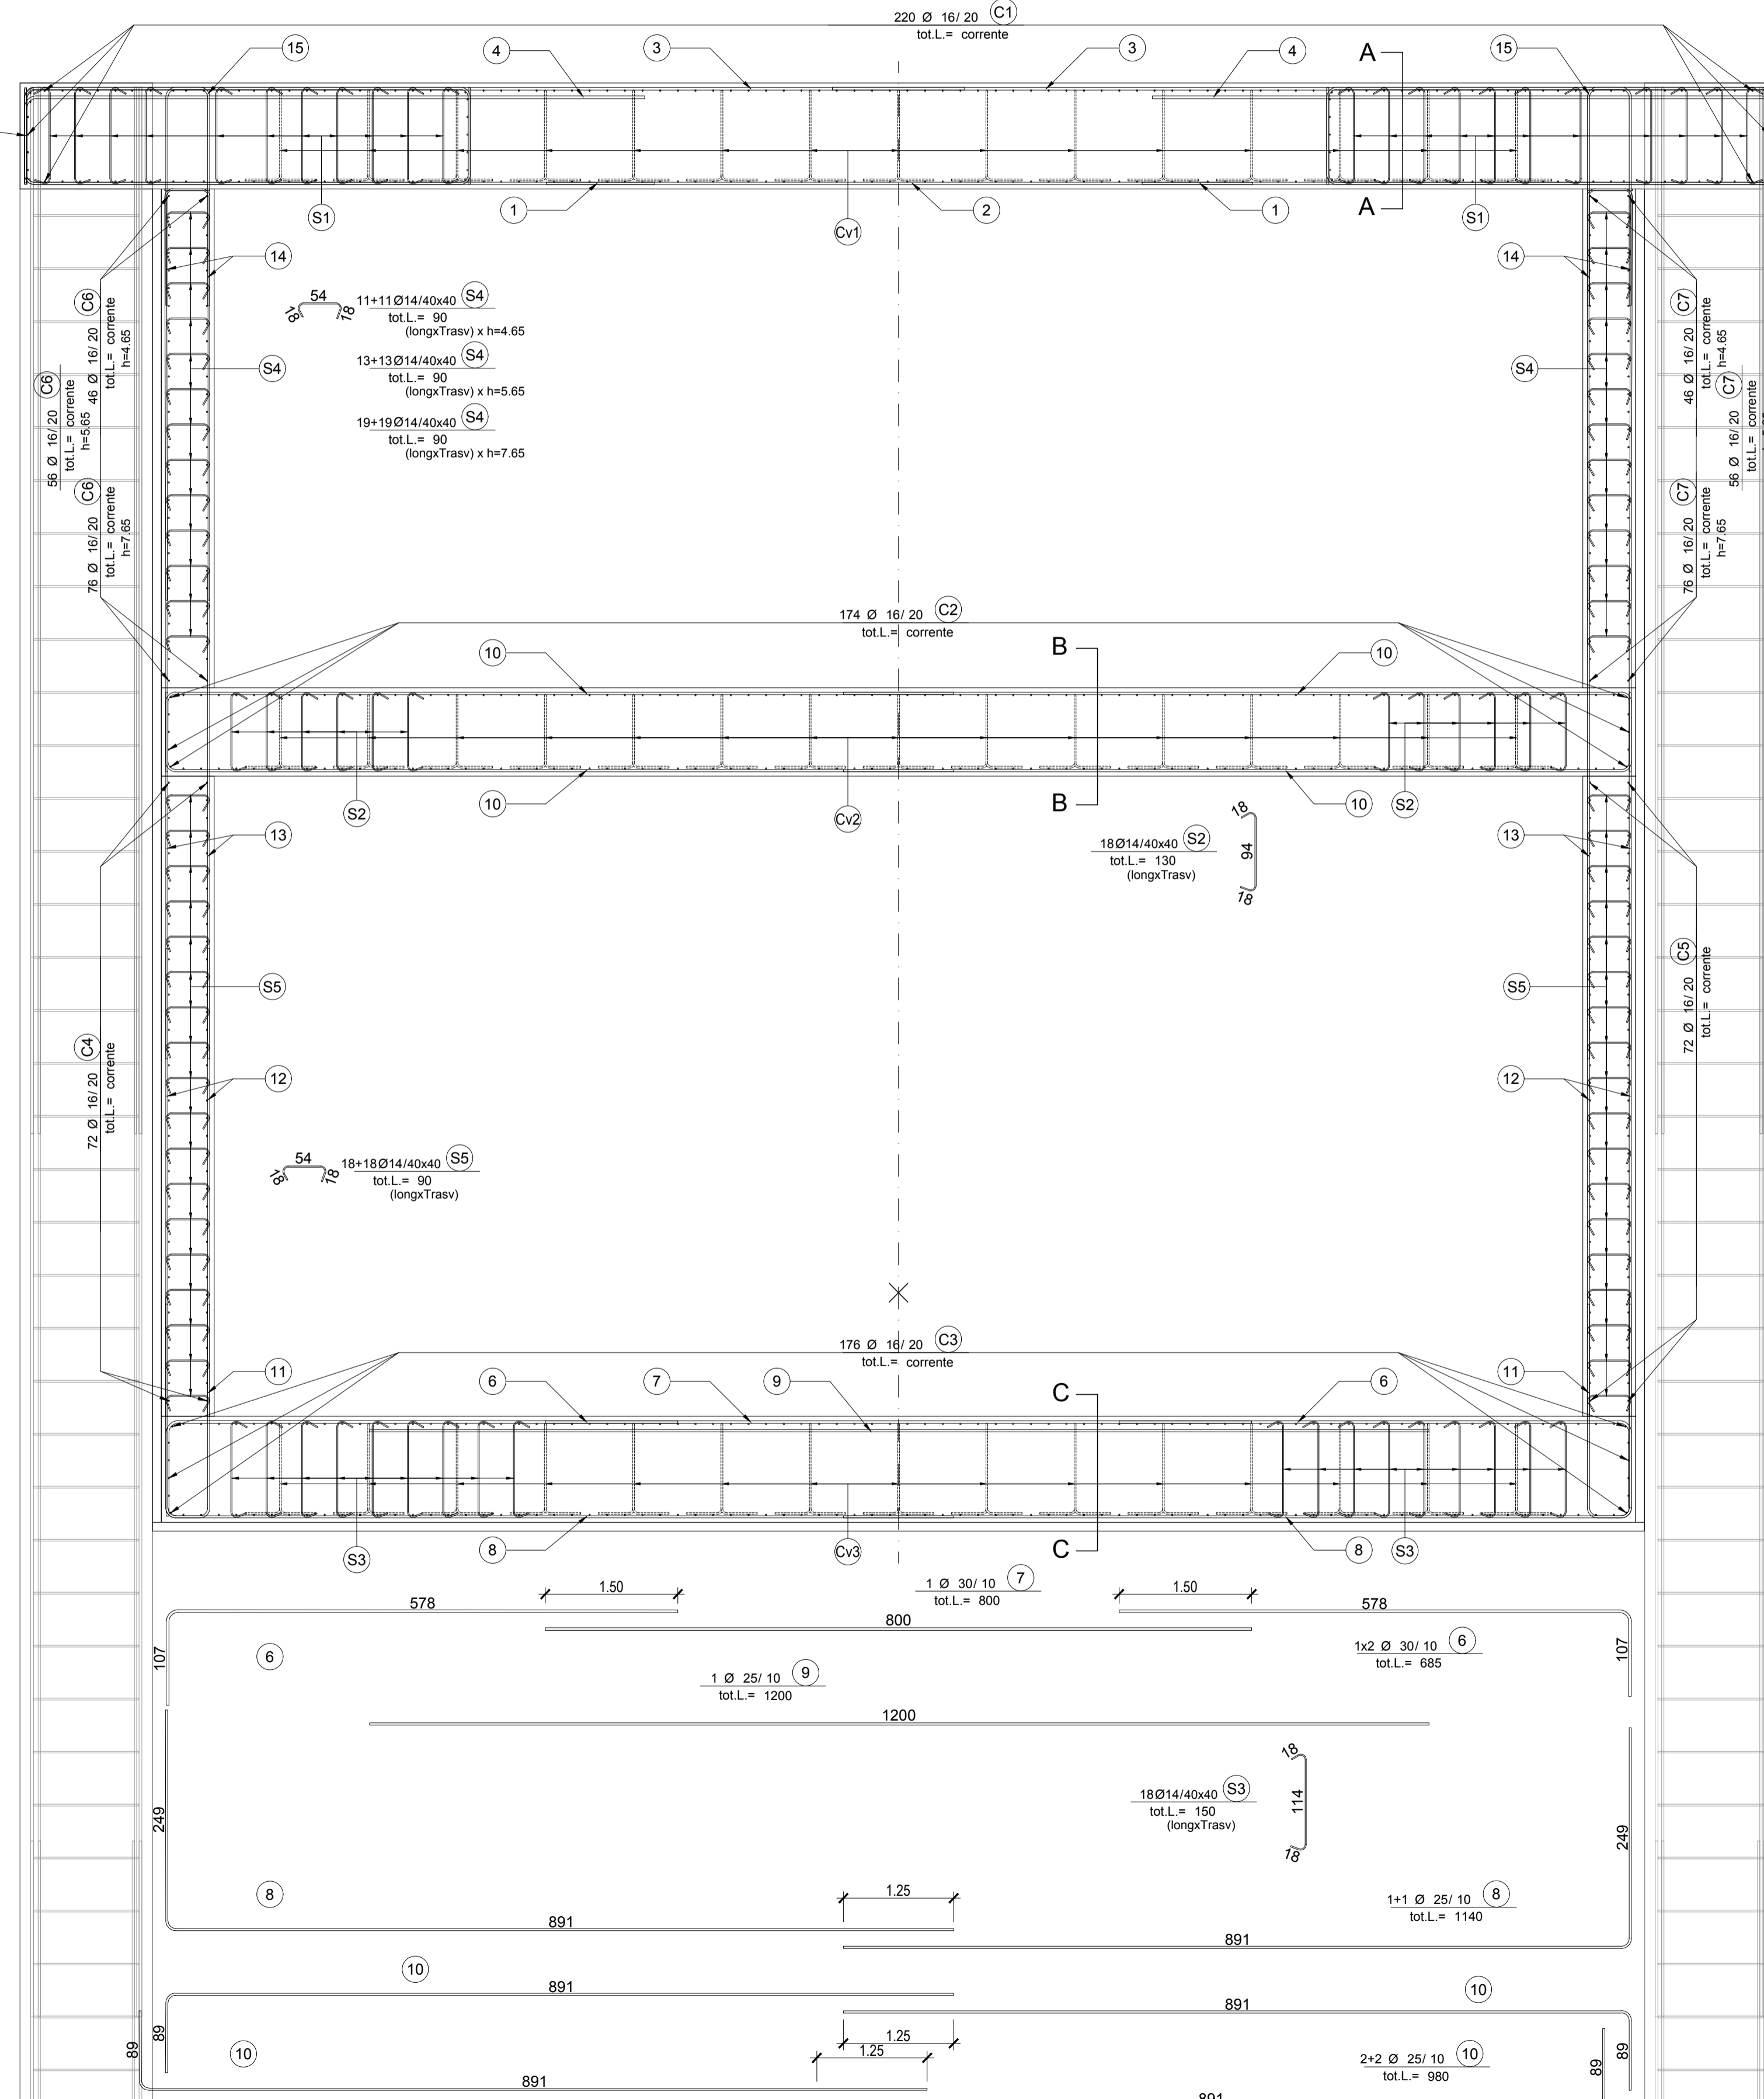 220 Ø 16/20 C1
tot.L.= corrente
15
4
3
3
4
A
15
1
2
1
A
S1
Cv1
S1
14
14
54
18
18
11+11Ø14/40x40 S4
tot.L.= 90
(longxTrasv) x h=4.65
13+13Ø14/40x40 S4
tot.L.= 90
(longxTrasv) x h=5.65
19+19Ø14/40x40 S4
tot.L.= 90
(longxTrasv) x h=7.65
S4
S4
46 Ø 16/20 C6
tot.L.= corrente
h=4.65
56 Ø 16/20 C6
tot.L.= corrente
h=5.65
76 Ø 16/20 C6
tot.L.= corrente
h=7.65
46 Ø 16/20 C7
tot.L.= corrente
h=4.65
56 Ø 16/20 C7
tot.L.= corrente
76 Ø 16/20 C7
tot.L.= corrente
h=7.65
174 Ø 16/20 C2
tot.L.= corrente
10
B
10
10
B
10
S2
Cv2
S2
13
13
18Ø14/40x40 S2
tot.L.= 130
(longxTrasv)
18
94
18
S5
S5
72 Ø 16/20 C4
tot.L.= corrente
72 Ø 16/20 C5
tot.L.= corrente
12
12
54
18
18
18+18Ø14/40x40 S5
tot.L.= 90
(longxTrasv)
176 Ø 16/20 C3
tot.L.= corrente
11
6
7
9
C
6
11
S3
8
Cv3
C
8
S3
1.50
1 Ø 30/10 7
tot.L.= 800
1.50
578
800
578
107
6
1x2 Ø 30/10 6
tot.L.= 685
107
1 Ø 25/10 9
tot.L.= 1200
1200
18Ø14/40x40 S3
tot.L.= 150
(longxTrasv)
18
114
18
249
249
8
1.25
1+1 Ø 25/10 8
tot.L.= 1140
891
891
10
891
891
10
89
89
10
1.25
1.25
2+2 Ø 25/10 10
tot.L.= 980
89
89
891
891